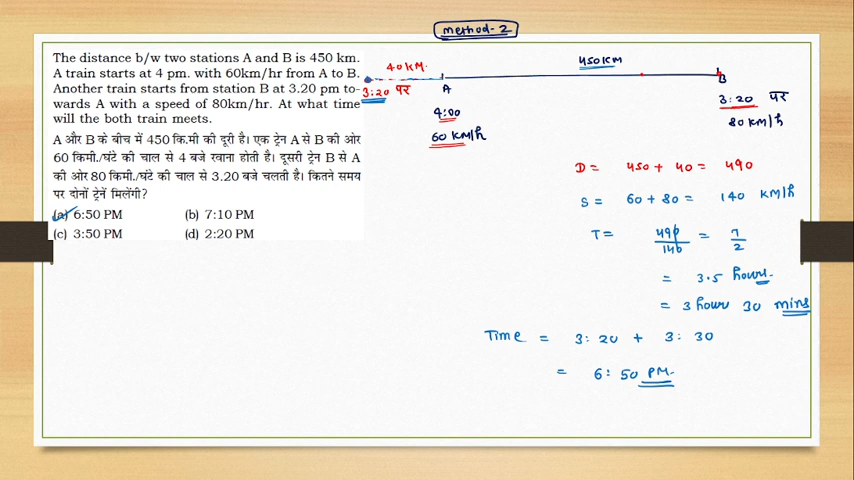 method-2
The distance b/w two stations A and B is 450 km.
A train starts at 4 pm. with 60km/hr from A to B.
Another train starts from station B at 3.20 pm to-
wards A with a speed of 80km/hr. At what time
will the both train meets.
A और B के बीच में 450 कि.मी की दूरी है। एक ट्रेन A से B की ओर
60 किमी./घंटे की चाल से 4 बजे रवाना होती है। दूसरी ट्रेन B से A
की ओर 80 किमी./घंटे की चाल से 3.20 बजे चलती है। कितने समय
पर दोनों ट्रेनें मिलेंगी?
(a) 6:50 PM (b) 7:10 PM
(c) 3:50 PM (d) 2:20 PM
40KM. 450KM
A B
3:20 पर 3:20 पर
4:00 80 KM/h
60 KM/h
D = 450 + 40 = 490
S = 60 + 80 = 140 KM/h
T = 490/140 = 7/2
= 3.5 hours.
= 3 hour 30 mins
Time = 3:20 + 3:30
= 6:50 PM.